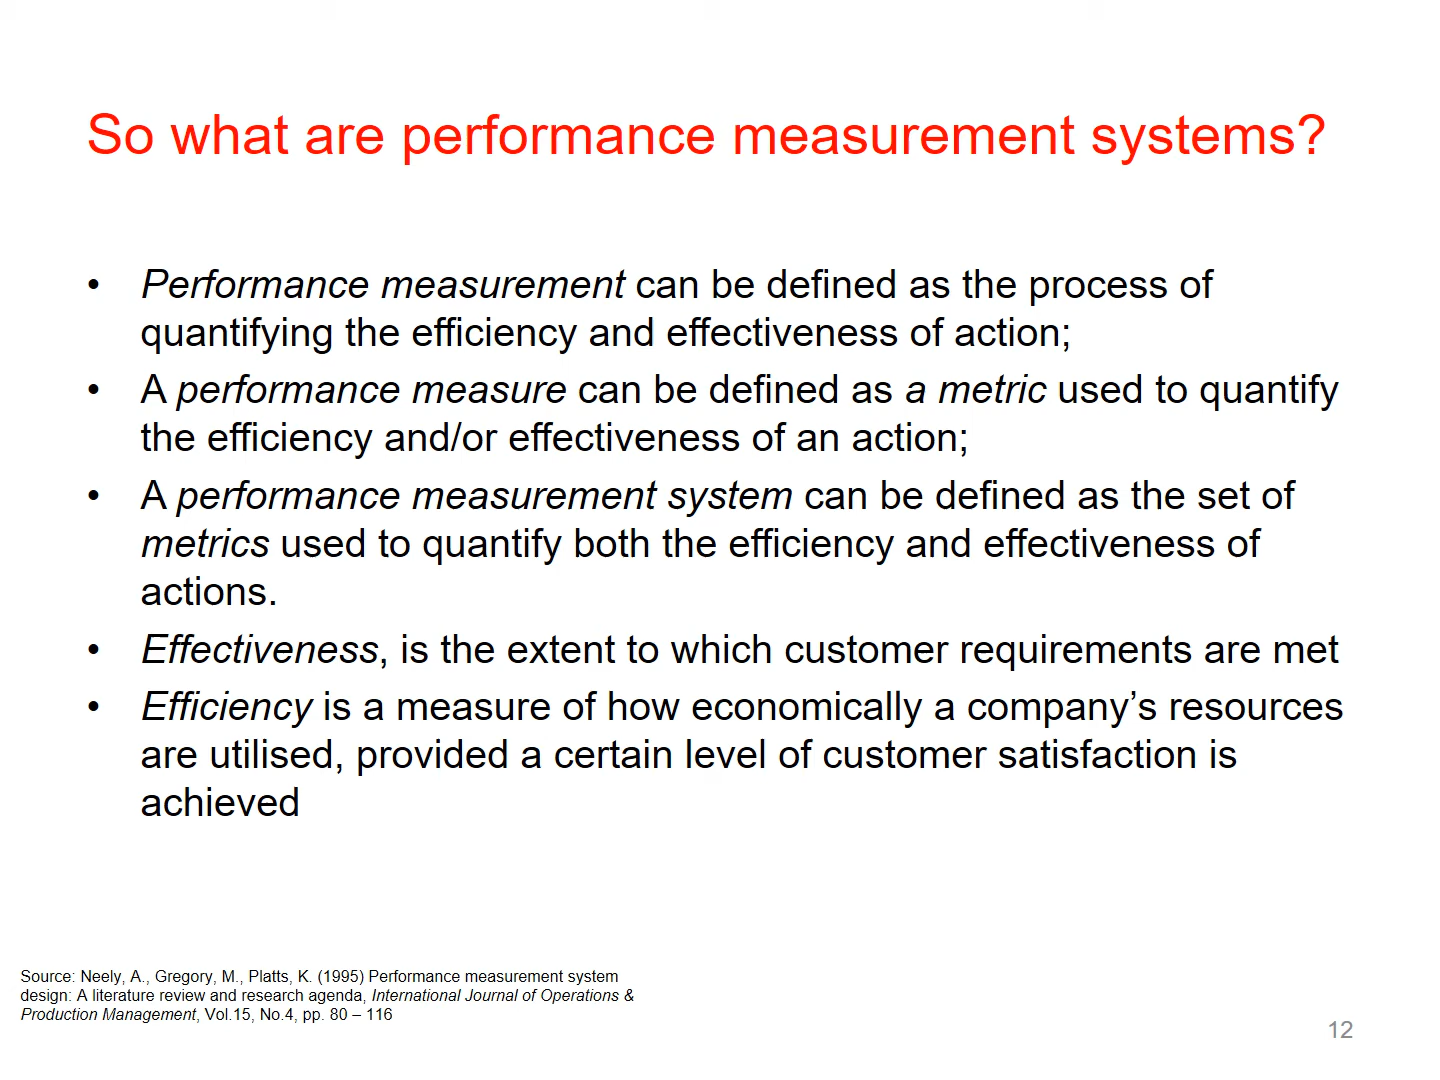 So what are performance measurement systems?
• Performance measurement can be defined as the process of
quantifying the efficiency and effectiveness of action;
• A performance measure can be defined as a metric used to quantify
the efficiency and/or effectiveness of an action;
• A performance measurement system can be defined as the set of
metrics used to quantify both the efficiency and effectiveness of
actions.
• Effectiveness, is the extent to which customer requirements are met
• Efficiency is a measure of how economically a company’s resources
are utilised, provided a certain level of customer satisfaction is
achieved
Source: Neely, A., Gregory, M., Platts, K. (1995) Performance measurement system
design: A literature review and research agenda, International Journal of Operations &
Production Management, Vol.15, No.4, pp. 80 – 116
12